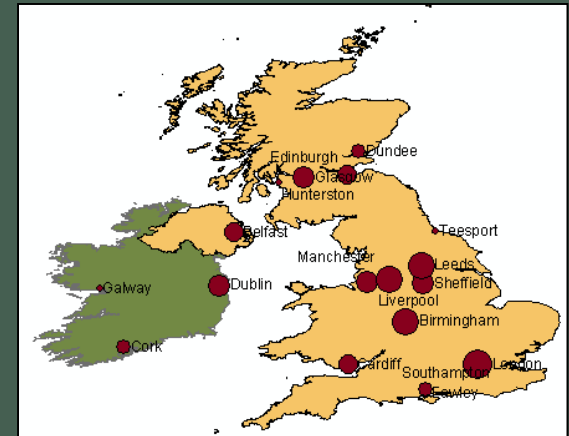 Edinburgh
Dundee
Glasgow
Hunterston
Belfast
Teesport
Manchester
Leeds
Galway
Dublin
Sheffield
Liverpool
Birmingham
Cork
Cardiff
London
Southampton
Fawley